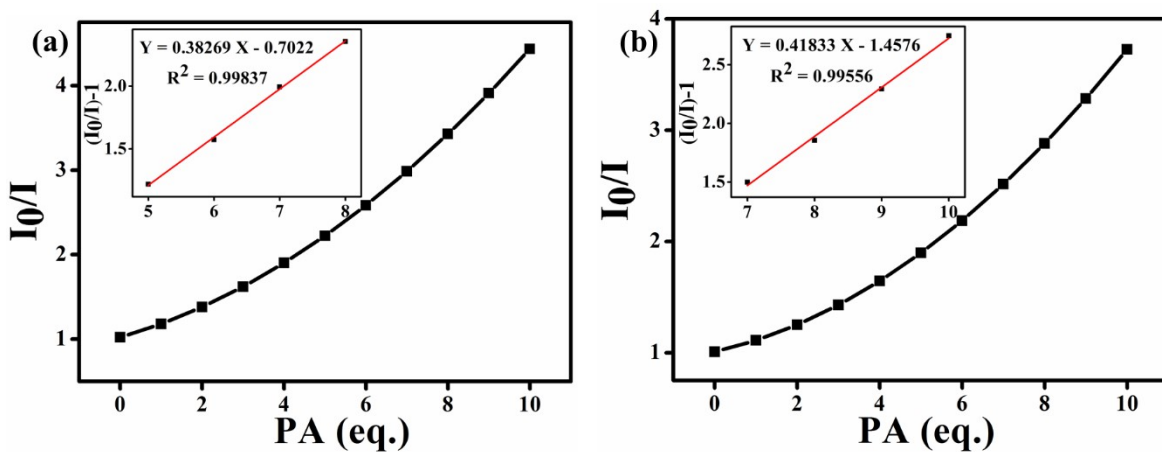 (a)
Y = 0.38269 X - 0.7022
R² = 0.99837
(I₀/I)-1
2.0
1.5
5 6 7 8
I₀/I
4
3
2
1
0 2 4 6 8 10
PA (eq.)
(b)
Y = 0.41833 X - 1.4576
R² = 0.99556
(I₀/I)-1
2.5
2.0
1.5
7 8 9 10
I₀/I
4
3
2
1
0 2 4 6 8 10
PA (eq.)